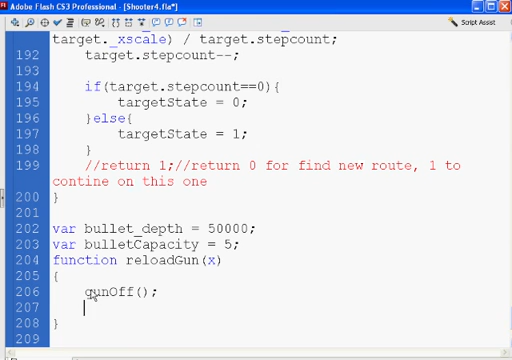 Adobe Flash CS3 Professional - [Shooter4.fla*]
Script Assist
target._xscale) / target.stepcount;
192 target.stepcount--;
193
194 if(target.stepcount==0){
195 targetState = 0;
196 }else{
197 targetState = 1;
198 }
199 //return 1;//return 0 for find new route, 1 to
contine on this one
200 }
201
202 var bullet_depth = 50000;
203 var bulletCapacity = 5;
204 function reloadGun(x)
205 {
206 gunOff();
207
208 }
209